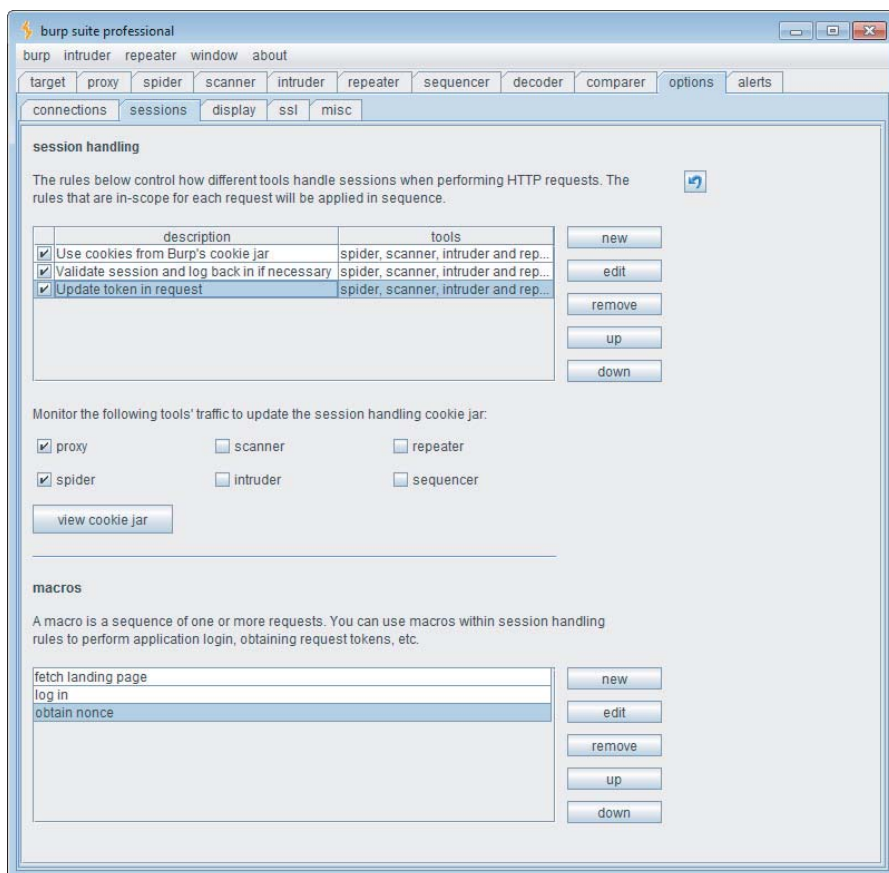 burp suite professional
burp intruder repeater window about
target proxy spider scanner intruder repeater sequencer decoder comparer options alerts
connections sessions display ssl misc
session handling
The rules below control how different tools handle sessions when performing HTTP requests. The
rules that are in-scope for each request will be applied in sequence.
description tools
Use cookies from Burp's cookie jar spider, scanner, intruder and rep...
Validate session and log back in if necessary spider, scanner, intruder and rep...
Update token in request spider, scanner, intruder and rep...
new
edit
remove
up
down
Monitor the following tools' traffic to update the session handling cookie jar:
proxy scanner repeater
spider intruder sequencer
view cookie jar
macros
A macro is a sequence of one or more requests. You can use macros within session handling
rules to perform application login, obtaining request tokens, etc.
fetch landing page
log in
obtain nonce
new
edit
remove
up
down